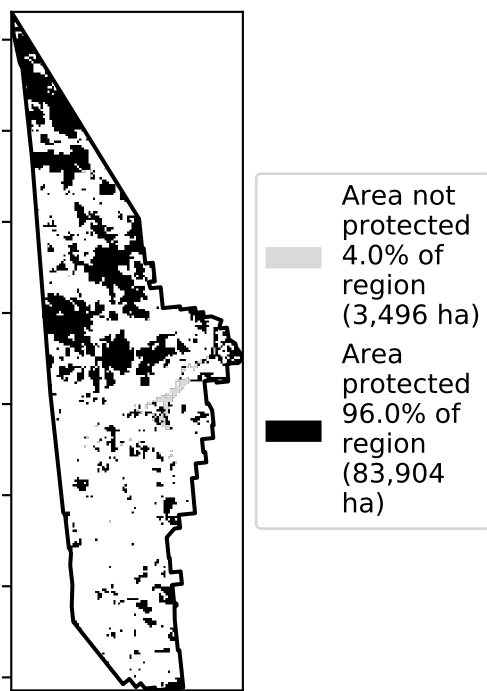 Area not
protected
4.0% of
region
(3,496 ha)
Area
protected
96.0% of
region
(83,904
ha)